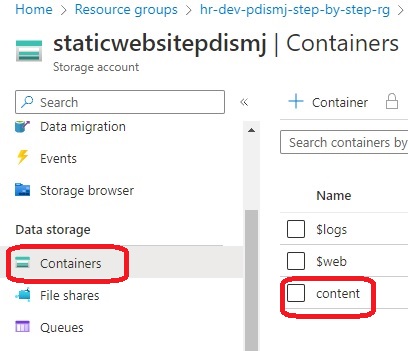 Home > Resource groups > hr-dev-pdismj-step-by-step-rg >
staticwebsitepdismj | Containers
Storage account
Search
«
+ Container
Data migration
Events
Storage browser
Data storage
Containers
File shares
Queues
Search containers by
Name
$logs
$web
content